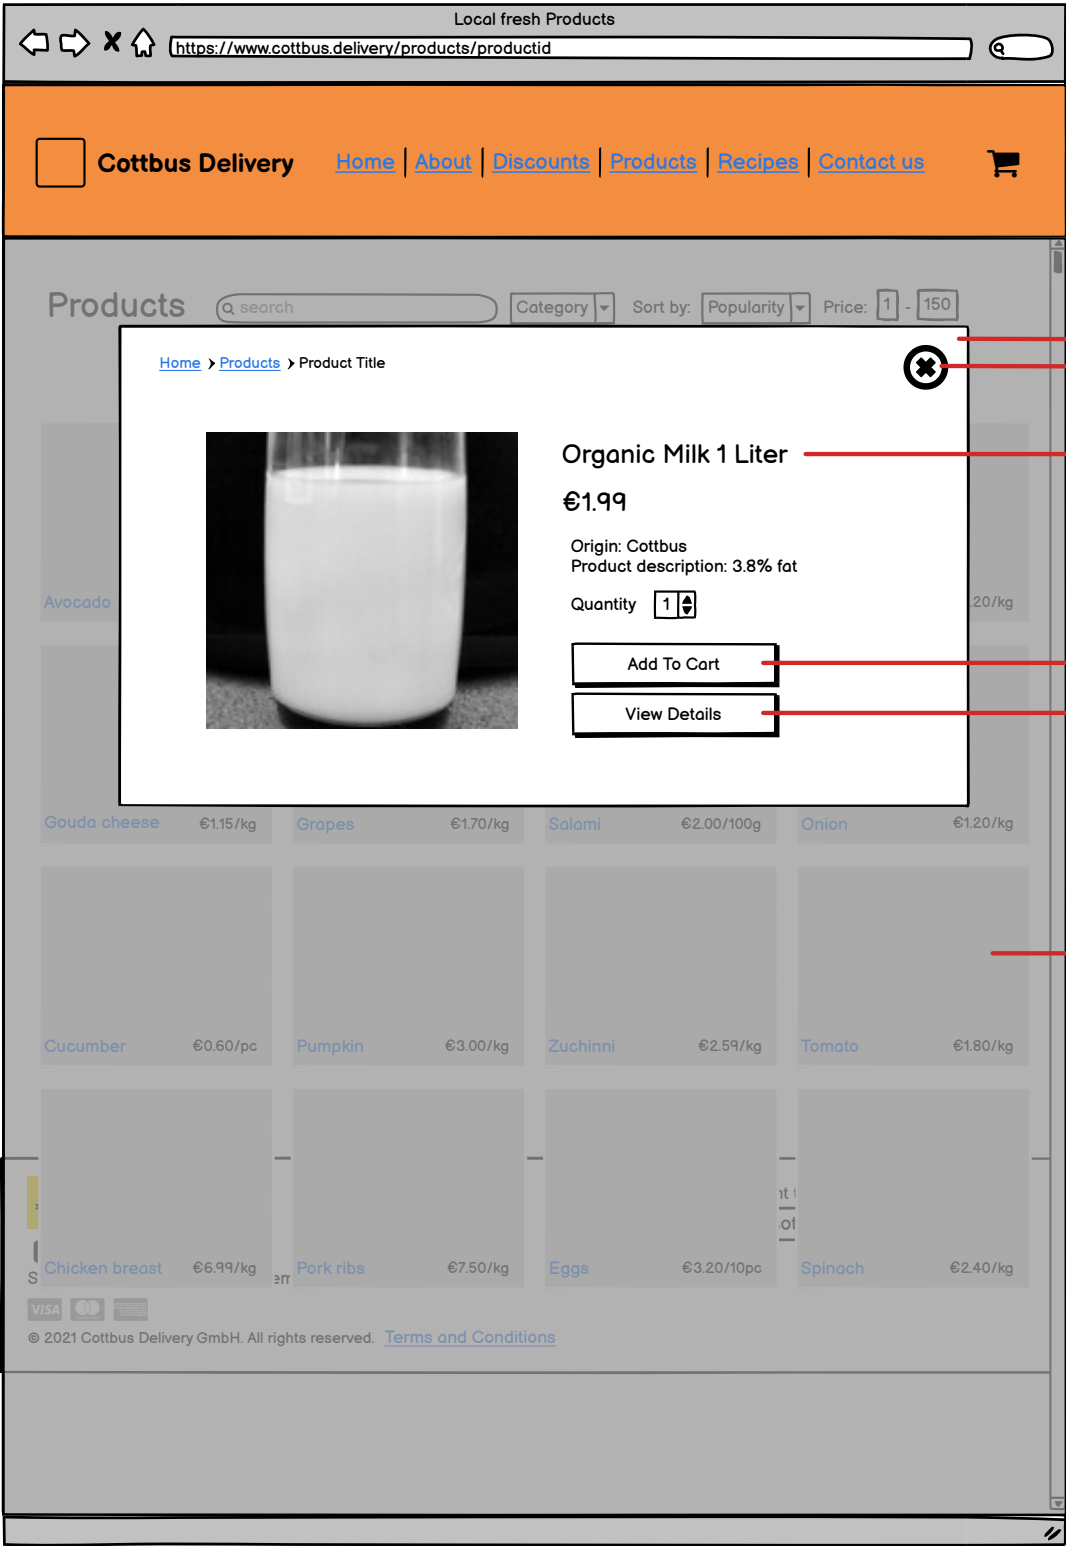 Local fresh Products
https://www.cottbus.delivery/products/productid
Cottbus Delivery Home About Discounts Products Recipes Contact us
Products search Category Sort by: Popularity Price: 1 - 150
Home Products Product Title
Organic Milk 1 Liter
€1.99
Origin: Cottbus
Product description: 3.8% fat
Quantity 1
Add To Cart
View Details
Avocado .20/kg
Gouda cheese €1.15/kg Grapes €1.70/kg Salami €2.00/100g Onion €1.20/kg
Cucumber €0.60/pc Pumpkin €3.00/kg Zuchinni €2.59/kg Tomato €1.80/kg
Chicken breast €6.99/kg Pork ribs €7.50/kg Eggs €3.20/10pc Spinach €2.40/kg
VISA
© 2021 Cottbus Delivery GmbH. All rights reserved. Terms and Conditions